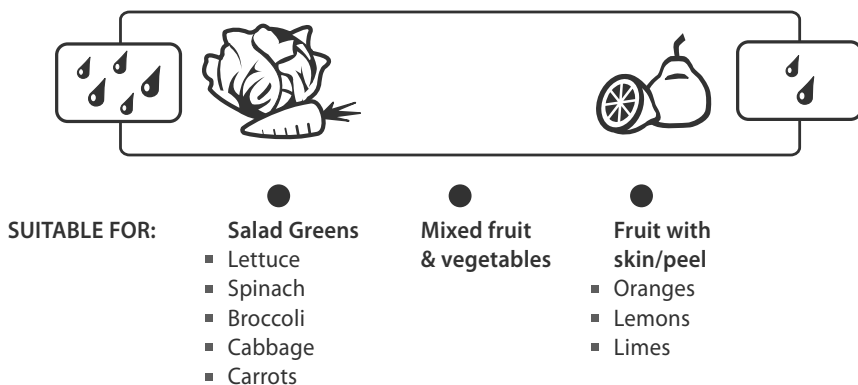 SUITABLE FOR:
Salad Greens
Lettuce
Spinach
Broccoli
Cabbage
Carrots
Mixed fruit
& vegetables
Fruit with
skin/peel
Oranges
Lemons
Limes